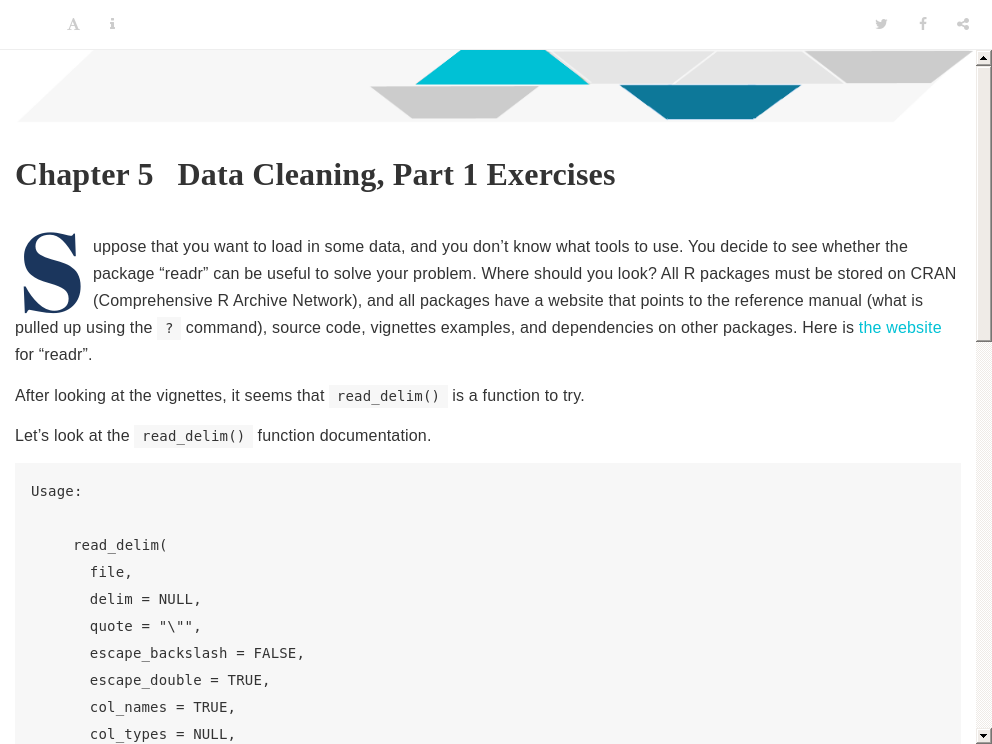 Chapter 5 Data Cleaning, Part 1 Exercises
Suppose that you want to load in some data, and you don’t know what tools to use. You decide to see whether the
package “readr” can be useful to solve your problem. Where should you look? All R packages must be stored on CRAN
(Comprehensive R Archive Network), and all packages have a website that points to the reference manual (what is
pulled up using the ? command), source code, vignettes examples, and dependencies on other packages. Here is the website
for “readr”.
After looking at the vignettes, it seems that read_delim() is a function to try.
Let’s look at the read_delim() function documentation.
Usage:
read_delim(
file,
delim = NULL,
quote = "\"",
escape_backslash = FALSE,
escape_double = TRUE,
col_names = TRUE,
col_types = NULL,